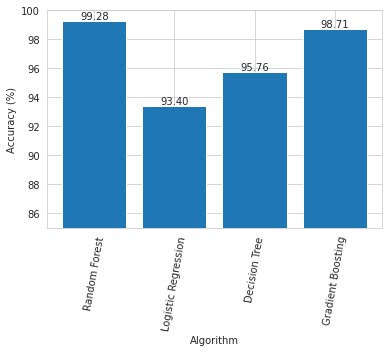 100
98
96
94
92
90
88
86
Accuracy (%)
99.28
93.40
95.76
98.71
Random Forest
Logistic Regression
Decision Tree
Gradient Boosting
Algorithm